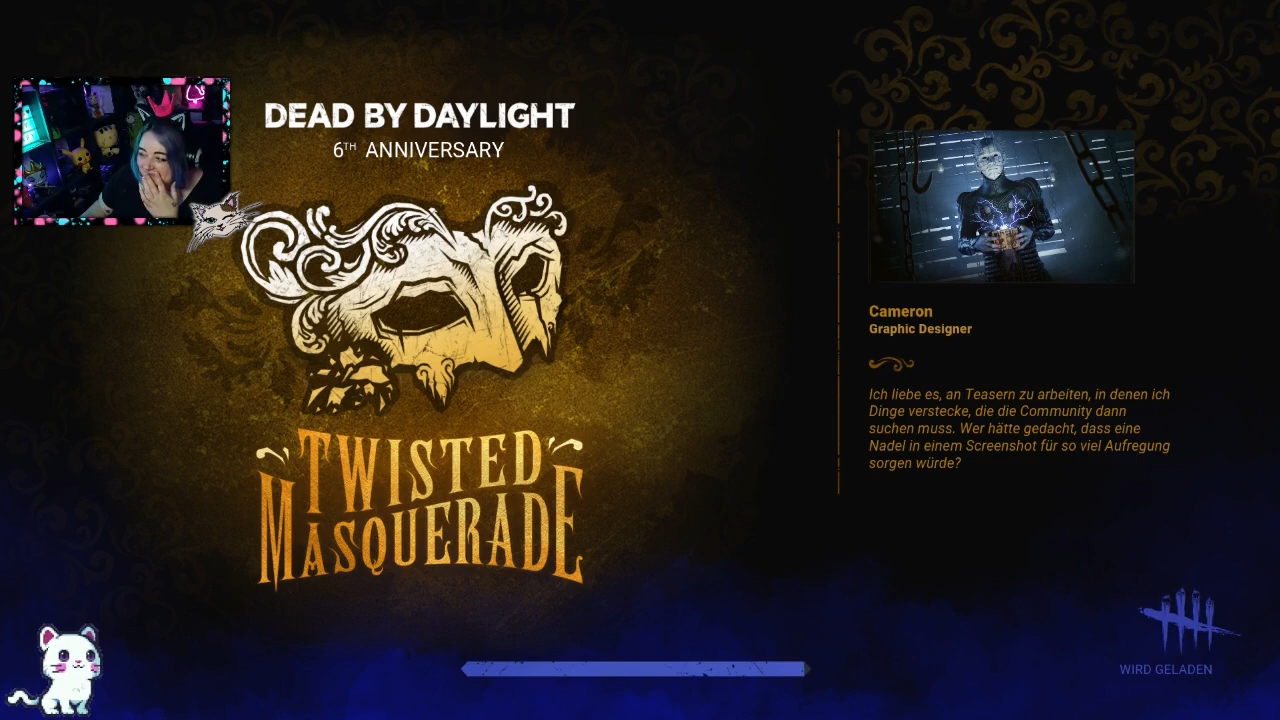 DEAD BY DAYLIGHT
6TH ANNIVERSARY
TWISTED
MASQUERADE
Cameron
Graphic Designer
Ich liebe es, an Teasern zu arbeiten, in denen ich
Dinge verstecke, die die Community dann
suchen muss. Wer hätte gedacht, dass eine
Nadel in einem Screenshot für so viel Aufregung
sorgen würde?
WIRD GELADEN